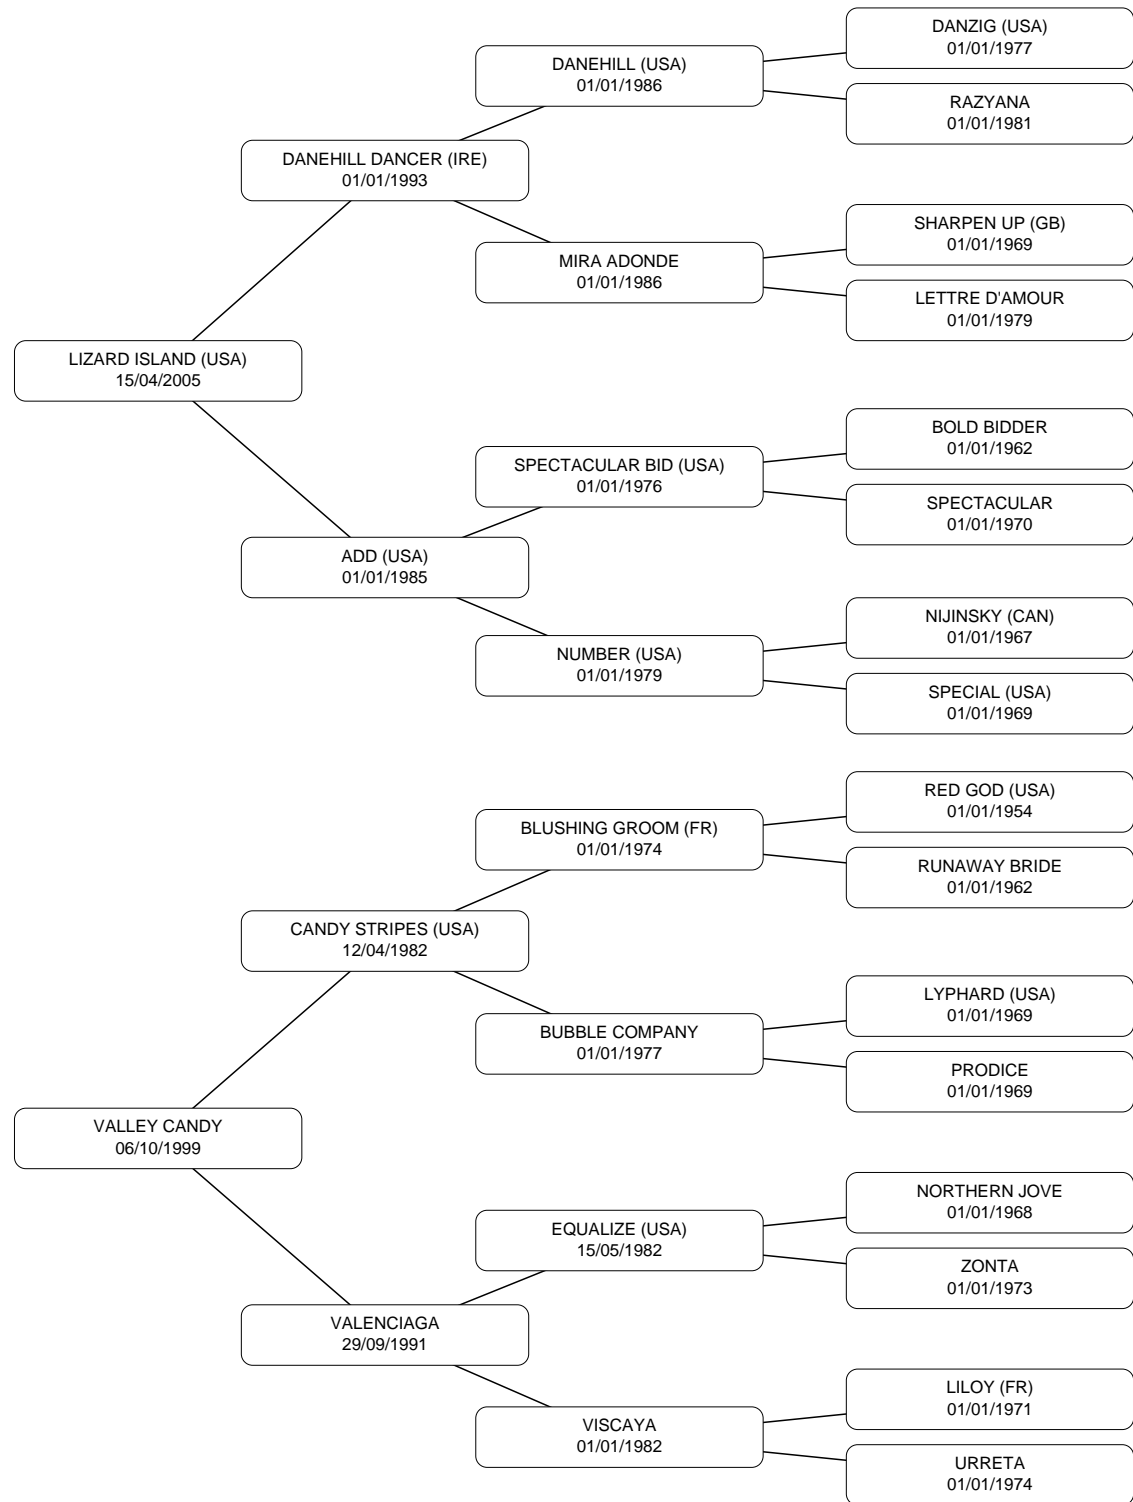 DANZIG (USA)
01/01/1977
DANEHILL (USA)
01/01/1986
RAZYANA
01/01/1981
DANEHILL DANCER (IRE)
01/01/1993
SHARPEN UP (GB)
01/01/1969
MIRA ADONDE
01/01/1986
LETTRE D'AMOUR
01/01/1979
LIZARD ISLAND (USA)
15/04/2005
BOLD BIDDER
01/01/1962
SPECTACULAR BID (USA)
01/01/1976
SPECTACULAR
01/01/1970
ADD (USA)
01/01/1985
NIJINSKY (CAN)
01/01/1967
NUMBER (USA)
01/01/1979
SPECIAL (USA)
01/01/1969
RED GOD (USA)
01/01/1954
BLUSHING GROOM (FR)
01/01/1974
RUNAWAY BRIDE
01/01/1962
CANDY STRIPES (USA)
12/04/1982
LYPHARD (USA)
01/01/1969
BUBBLE COMPANY
01/01/1977
PRODICE
01/01/1969
VALLEY CANDY
06/10/1999
NORTHERN JOVE
01/01/1968
EQUALIZE (USA)
15/05/1982
ZONTA
01/01/1973
VALENCIAGA
29/09/1991
LILOY (FR)
01/01/1971
VISCAYA
01/01/1982
URRETA
01/01/1974